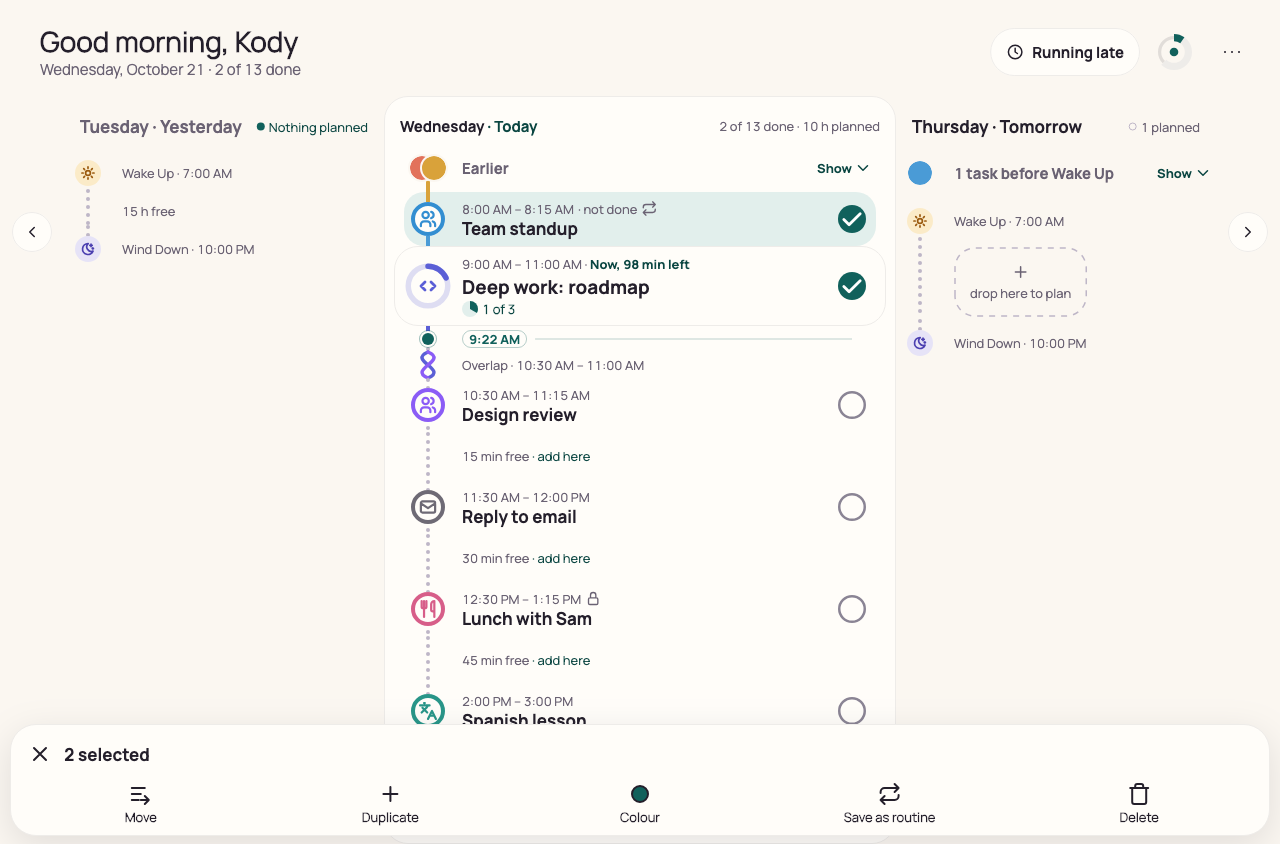 Good morning, Kody
Wednesday, October 21 · 2 of 13 done
Running late
Tuesday · Yesterday
Nothing planned
Wake Up · 7:00 AM
15 h free
Wind Down · 10:00 PM
Wednesday · Today
2 of 13 done · 10 h planned
Earlier
Show
8:00 AM – 8:15 AM · not done
Team standup
9:00 AM – 11:00 AM · Now, 98 min left
Deep work: roadmap
1 of 3
9:22 AM
Overlap · 10:30 AM – 11:00 AM
10:30 AM – 11:15 AM
Design review
15 min free · add here
11:30 AM – 12:00 PM
Reply to email
30 min free · add here
12:30 PM – 1:15 PM
Lunch with Sam
45 min free · add here
2:00 PM – 3:00 PM
Spanish lesson
Thursday · Tomorrow
1 planned
1 task before Wake Up
Show
Wake Up · 7:00 AM
drop here to plan
Wind Down · 10:00 PM
2 selected
Move
Duplicate
Colour
Save as routine
Delete